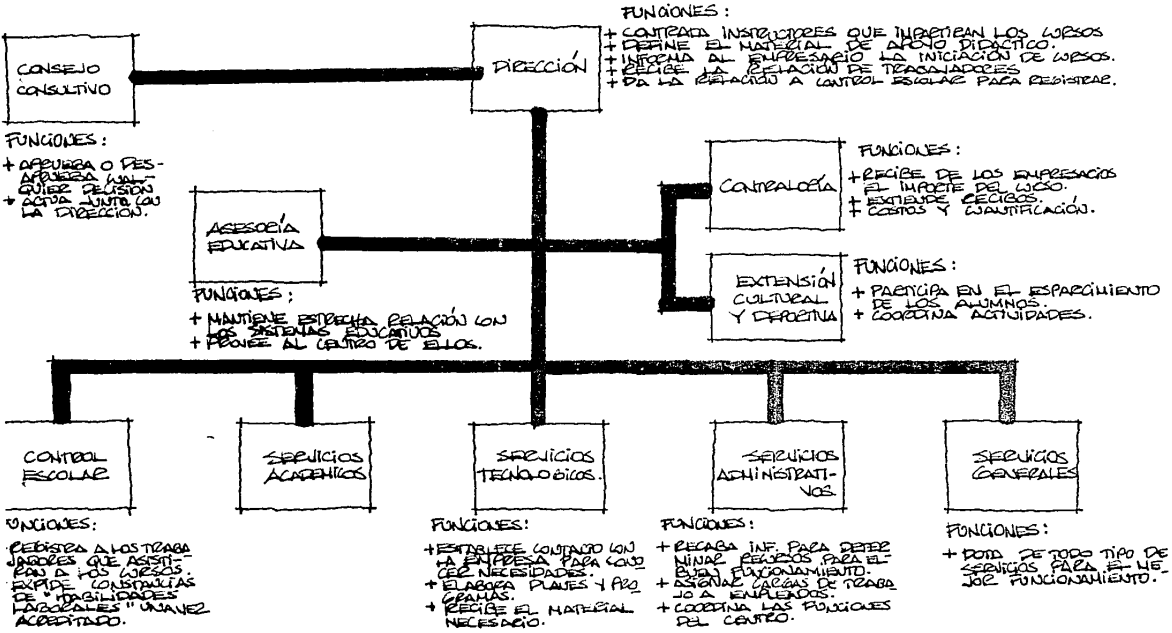 FUNCIONES:
+ CONTRATA INSTRUCTORES QUE IMPARTIRAN LOS CURSOS
+ DEFINE EL MATERIAL DE APOYO DIDÁCTICO.
+ INFORMA AL EMPRESARIO LA INICIACIÓN DE CURSOS.
+ RECIBE LA RELACIÓN DE TRABAJADORES
+ DA LA RELACIÓN A CONTROL ESCOLAR PARA REGISTRAR.
DIRECCIÓN
CONSEJO
CONSULTIVO
FUNCIONES:
+ APRUEBA O DES-
APRUEBA CUAL-
QUIER DECISIÓN
+ ACTUA JUNTO CON
LA DIRECCIÓN.
CONTRALORÍA
FUNCIONES:
+ RECIBE DE LOS EMPRESARIOS
EL IMPORTE DEL CURSO.
+ EXTIENDE RECIBOS.
+ COSTOS Y CUANTIFICACIÓN.
ASESORÍA
EDUCATIVA
FUNCIONES:
+ MANTIENE ESTRECHA RELACIÓN CON
LOS SISTEMAS EDUCATIVOS
+ PROVEE AL CENTRO DE ELLOS.
EXTENSIÓN
CULTURAL
Y DEPORTIVA
FUNCIONES:
+ PARTICIPA EN EL ESPARCIMIENTO
DE LOS ALUMNOS.
+ COORDINA ACTIVIDADES.
CONTROL
ESCOLAR
UNCIONES:
REGISTRA A LOS TRABA
JADORES QUE ASISTI-
RAN A LOS CURSOS.
EXPIDE CONSTANCIAS
DE "HABILIDADES
LABORALES" UNAVEZ
ACREDITADO.
SERVICIOS
ACADEMICOS
SERVICIOS
TECNOLOGICOS.
FUNCIONES:
+ ESTABLECE CONTACTO CON
LA EMPRESA PARA CONO
CER NECESIDADES
+ ELABORA PLANES Y PRO
GRAMAS.
+ RECIBE EL MATERIAL
NECESARIO.
SERVICIOS
ADMINISTRATI-
VOS
FUNCIONES:
+ RECABA INF. PARA DETER
MINAR RECURSOS PARA EL
BUEN FUNCIONAMIENTO.
+ ASIGNAR CARGAS DE TRABA
JO A EMPLEADOS.
+ COORDINA LAS FUNCIONES
DEL CENTRO.
SERVICIOS
GENERALES
FUNCIONES:
+ DOTA DE TODO TIPO DE
SERVICIOS PARA EL ME-
JOR FUNCIONAMIENTO.